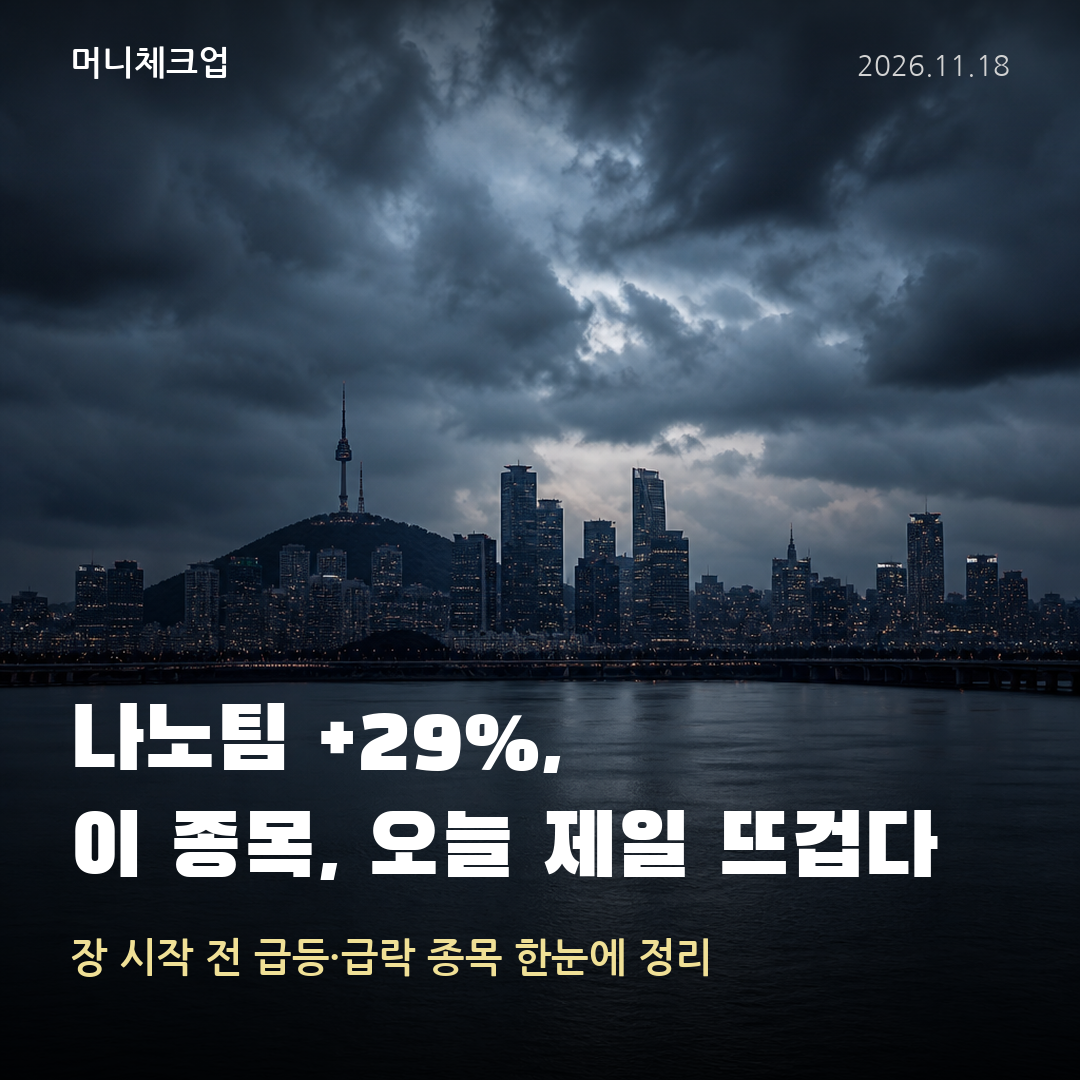 머니체크업
2026.11.18
나노팀 +29%,
이 종목, 오늘 제일 뜨겁다
장 시작 전 급등·급락 종목 한눈에 정리